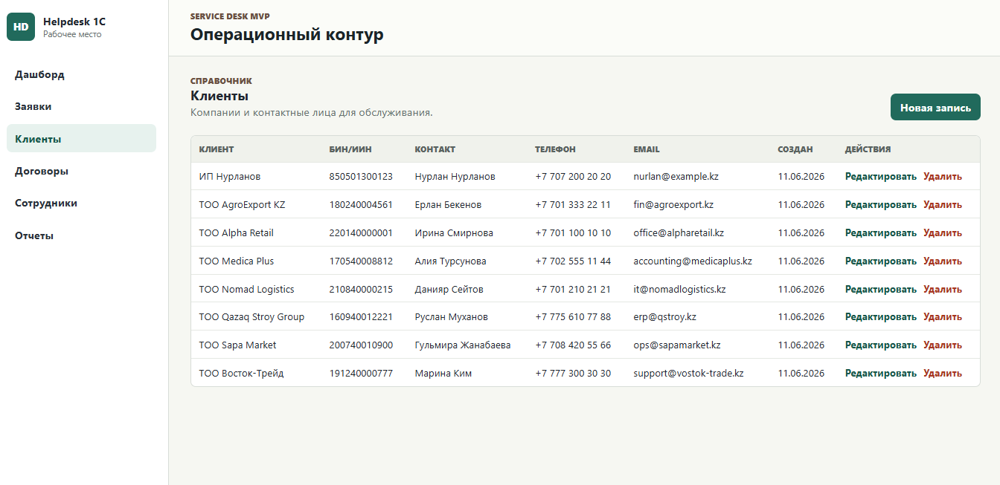 HD
Helpdesk 1C
Рабочее место
Дашборд
Заявки
Клиенты
Договоры
Сотрудники
Отчеты
SERVICE DESK MVP
Операционный контур
СПРАВОЧНИК
Клиенты
Компании и контактные лица для обслуживания.
Новая запись
КЛИЕНТ БИН/ИИН КОНТАКТ ТЕЛЕФОН EMAIL СОЗДАН ДЕЙСТВИЯ
ИП Нурланов 850501300123 Нурлан Нурланов +7 707 200 20 20 nurlan@example.kz 11.06.2026 Редактировать Удалить
ТОО AgroExport KZ 180240004561 Ерлан Бекенов +7 701 333 22 11 fin@agroexport.kz 11.06.2026 Редактировать Удалить
ТОО Alpha Retail 220140000001 Ирина Смирнова +7 701 100 10 10 office@alpharetail.kz 11.06.2026 Редактировать Удалить
ТОО Medica Plus 170540008812 Алия Турсунова +7 702 555 11 44 accounting@medicaplus.kz 11.06.2026 Редактировать Удалить
ТОО Nomad Logistics 210840000215 Данияр Сейтов +7 701 210 21 21 it@nomadlogistics.kz 11.06.2026 Редактировать Удалить
ТОО Qazaq Stroy Group 160940012221 Руслан Муханов +7 775 610 77 88 erp@qstroy.kz 11.06.2026 Редактировать Удалить
ТОО Sapa Market 200740010900 Гульмира Жанабаева +7 708 420 55 66 ops@sapamarket.kz 11.06.2026 Редактировать Удалить
ТОО Восток-Трейд 191240000777 Марина Ким +7 777 300 30 30 support@vostok-trade.kz 11.06.2026 Редактировать Удалить